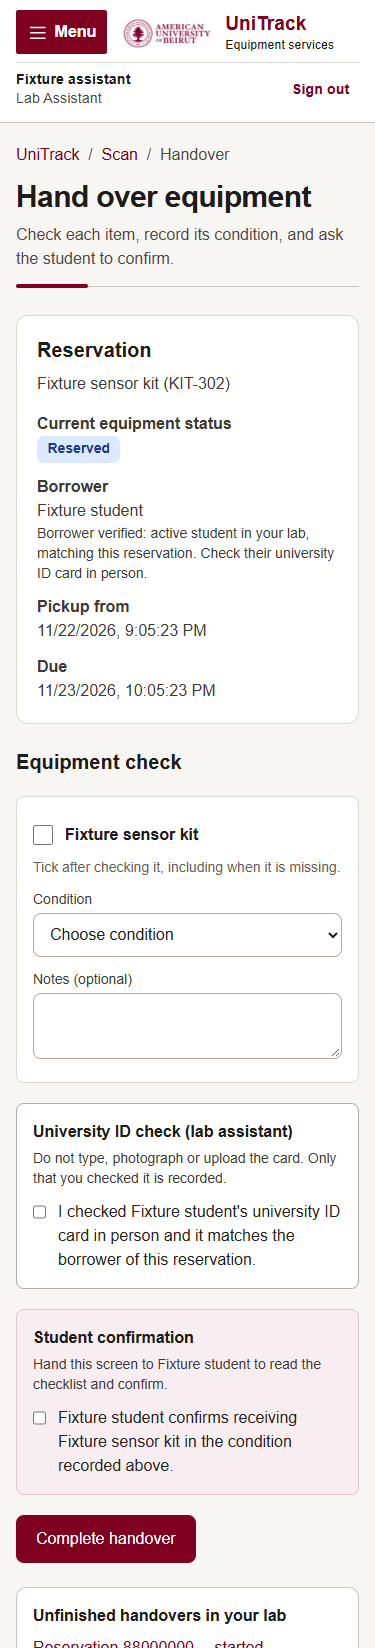 Menu
AMERICAN
UNIVERSITY
OF BEIRUT
UniTrack
Equipment services
Fixture assistant
Lab Assistant
Sign out
UniTrack / Scan / Handover
Hand over equipment
Check each item, record its condition, and ask
the student to confirm.
Reservation
Fixture sensor kit (KIT-302)
Current equipment status
Reserved
Borrower
Fixture student
Borrower verified: active student in your lab,
matching this reservation. Check their university
ID card in person.
Pickup from
11/22/2026, 9:05:23 PM
Due
11/23/2026, 10:05:23 PM
Equipment check
Fixture sensor kit
Tick after checking it, including when it is missing.
Condition
Choose condition
Notes (optional)
University ID check (lab assistant)
Do not type, photograph or upload the card. Only
that you checked it is recorded.
I checked Fixture student's university ID
card in person and it matches the
borrower of this reservation.
Student confirmation
Hand this screen to Fixture student to read the
checklist and confirm.
Fixture student confirms receiving
Fixture sensor kit in the condition
recorded above.
Complete handover
Unfinished handovers in your lab
Reservation 88000000… started